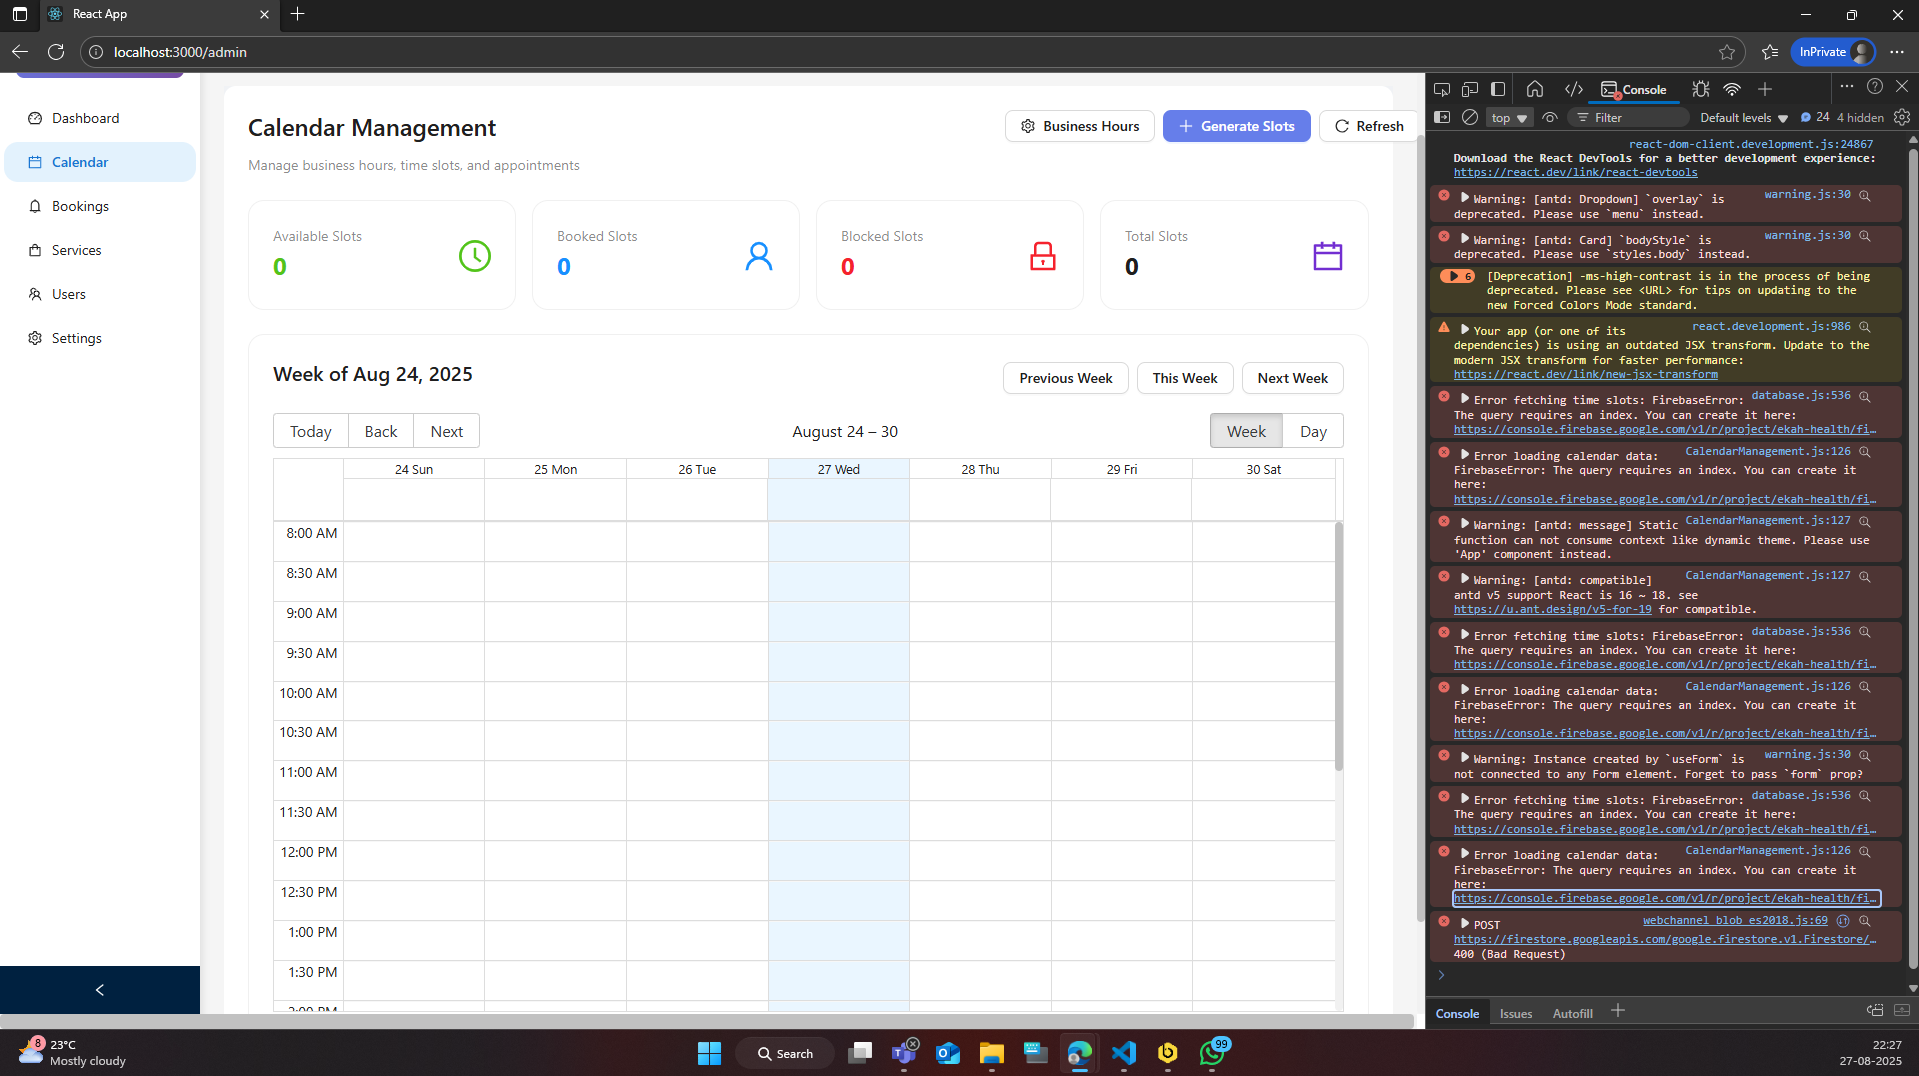 React App
localhost:3000/admin
InPrivate
Dashboard
Calendar
Bookings
Services
Users
Settings
Calendar Management
Business Hours
Generate Slots
Refresh
Manage business hours, time slots, and appointments
Available Slots
0
Booked Slots
0
Blocked Slots
0
Total Slots
0
Week of Aug 24, 2025
Previous Week
This Week
Next Week
Today
Back
Next
August 24 – 30
Week
Day
24 Sun
25 Mon
26 Tue
27 Wed
28 Thu
29 Fri
30 Sat
8:00 AM
8:30 AM
9:00 AM
9:30 AM
10:00 AM
10:30 AM
11:00 AM
11:30 AM
12:00 PM
12:30 PM
1:00 PM
1:30 PM
2:00 PM
Console
top
Filter
Default levels
24
4 hidden
react-dom-client.development.js:24867
Download the React DevTools for a better development experience:
https://react.dev/link/react-devtools
Warning: [antd: Dropdown] `overlay` is warning.js:30
deprecated. Please use `menu` instead.
Warning: [antd: Card] `bodyStyle` is warning.js:30
deprecated. Please use `styles.body` instead.
6 [Deprecation] -ms-high-contrast is in the process of being
deprecated. Please see <URL> for tips on updating to the
new Forced Colors Mode standard.
Your app (or one of its react.development.js:986
dependencies) is using an outdated JSX transform. Update to the
modern JSX transform for faster performance:
https://react.dev/link/new-jsx-transform
Error fetching time slots: FirebaseError: database.js:536
The query requires an index. You can create it here:
https://console.firebase.google.com/v1/r/project/ekah-health/fi…
Error loading calendar data: CalendarManagement.js:126
FirebaseError: The query requires an index. You can create it
here:
https://console.firebase.google.com/v1/r/project/ekah-health/fi…
Warning: [antd: message] Static CalendarManagement.js:127
function can not consume context like dynamic theme. Please use
'App' component instead.
Warning: [antd: compatible] CalendarManagement.js:127
antd v5 support React is 16 ~ 18. see
https://u.ant.design/v5-for-19 for compatible.
Error fetching time slots: FirebaseError: database.js:536
The query requires an index. You can create it here:
https://console.firebase.google.com/v1/r/project/ekah-health/fi…
Error loading calendar data: CalendarManagement.js:126
FirebaseError: The query requires an index. You can create it
here:
https://console.firebase.google.com/v1/r/project/ekah-health/fi…
Warning: Instance created by `useForm` is warning.js:30
not connected to any Form element. Forget to pass `form` prop?
Error fetching time slots: FirebaseError: database.js:536
The query requires an index. You can create it here:
https://console.firebase.google.com/v1/r/project/ekah-health/fi…
Error loading calendar data: CalendarManagement.js:126
FirebaseError: The query requires an index. You can create it
here:
https://console.firebase.google.com/v1/r/project/ekah-health/fi…
POST webchannel_blob_es2018.js:69
https://firestore.googleapis.com/google.firestore.v1.Firestore/…
400 (Bad Request)
Console
Issues
Autofill
8
23°C
Mostly cloudy
Search
99
22:27
27-08-2025